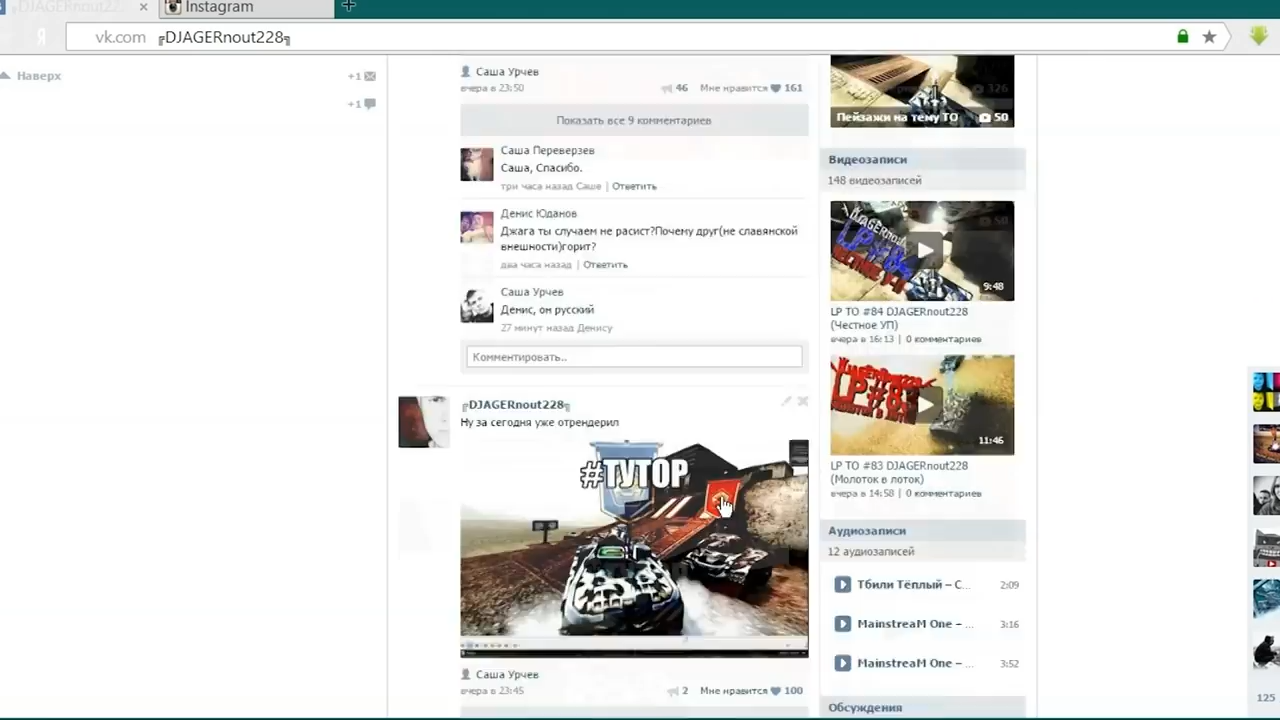 ╔DJAGERnout22
Instagram
vk.com ╔DJAGERnout228╗
Наверх
+1
+1
Саша Урчев
вчера в 23:50
46 Мне нравится 161
Показать все 9 комментариев
Саша Переверзев
Саша, Спасибо.
три часа назад Саше | Ответить
Денис Юданов
Джага ты случаем не расист?Почему друг(не славянской
внешности)горит?
два часа назад | Ответить
Саша Урчев
Денис, он русский
27 минут назад Денису
Комментировать..
╔DJAGERnout228╗
Ну за сегодня уже отрендерил
#ТУТОР
Саша Урчев
вчера в 23:45
2 Мне нравится 100
326
Пейзажи на тему ТО 50
Видеозаписи
148 видеозаписей
9:48
LP TO #84 DJAGERnout228
(Честное УП)
вчера в 16:13 | 0 комментариев
11:46
LP TO #83 DJAGERnout228
(Молоток в лоток)
вчера в 14:58 | 0 комментариев
Аудиозаписи
12 аудиозаписей
Тбили Тёплый – С... 2:09
MainstreaM One – ... 3:16
MainstreaM One – ... 3:52
Обсуждения
125